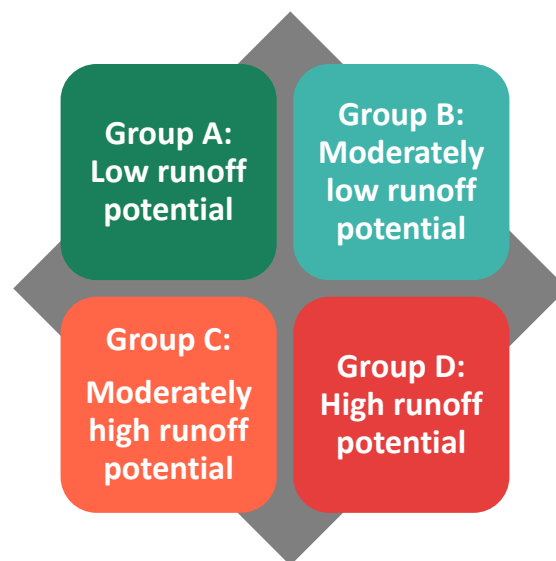 Group A:
Low runoff
potential
Group B:
Moderately
low runoff
potential
Group C:
Moderately
high runoff
potential
Group D:
High runoff
potential